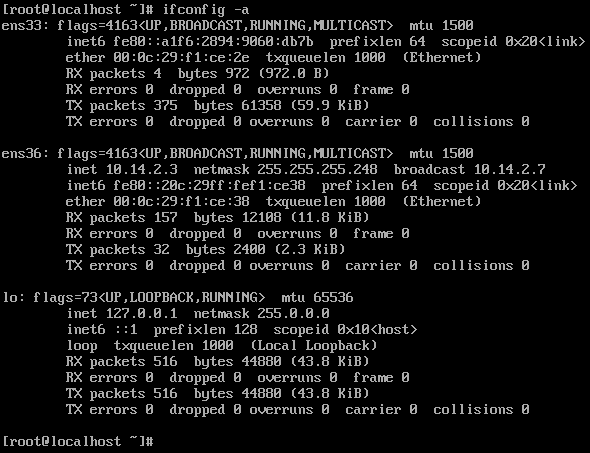 [root@localhost ~]# ifconfig -a
ens33: flags=4163<UP,BROADCAST,RUNNING,MULTICAST>  mtu 1500
        inet6 fe80::a1f6:2894:9060:db7b  prefixlen 64  scopeid 0x20<link>
        ether 00:0c:29:f1:ce:2e  txqueuelen 1000  (Ethernet)
        RX packets 4  bytes 972 (972.0 B)
        RX errors 0  dropped 0  overruns 0  frame 0
        TX packets 375  bytes 61358 (59.9 KiB)
        TX errors 0  dropped 0 overruns 0  carrier 0  collisions 0

ens36: flags=4163<UP,BROADCAST,RUNNING,MULTICAST>  mtu 1500
        inet 10.14.2.3  netmask 255.255.255.248  broadcast 10.14.2.7
        inet6 fe80::20c:29ff:fef1:ce38  prefixlen 64  scopeid 0x20<link>
        ether 00:0c:29:f1:ce:38  txqueuelen 1000  (Ethernet)
        RX packets 157  bytes 12108 (11.8 KiB)
        RX errors 0  dropped 0  overruns 0  frame 0
        TX packets 32  bytes 2400 (2.3 KiB)
        TX errors 0  dropped 0 overruns 0  carrier 0  collisions 0

lo: flags=73<UP,LOOPBACK,RUNNING>  mtu 65536
        inet 127.0.0.1  netmask 255.0.0.0
        inet6 ::1  prefixlen 128  scopeid 0x10<host>
        loop  txqueuelen 1000  (Local Loopback)
        RX packets 516  bytes 44880 (43.8 KiB)
        RX errors 0  dropped 0  overruns 0  frame 0
        TX packets 516  bytes 44880 (43.8 KiB)
        TX errors 0  dropped 0 overruns 0  carrier 0  collisions 0

[root@localhost ~]#